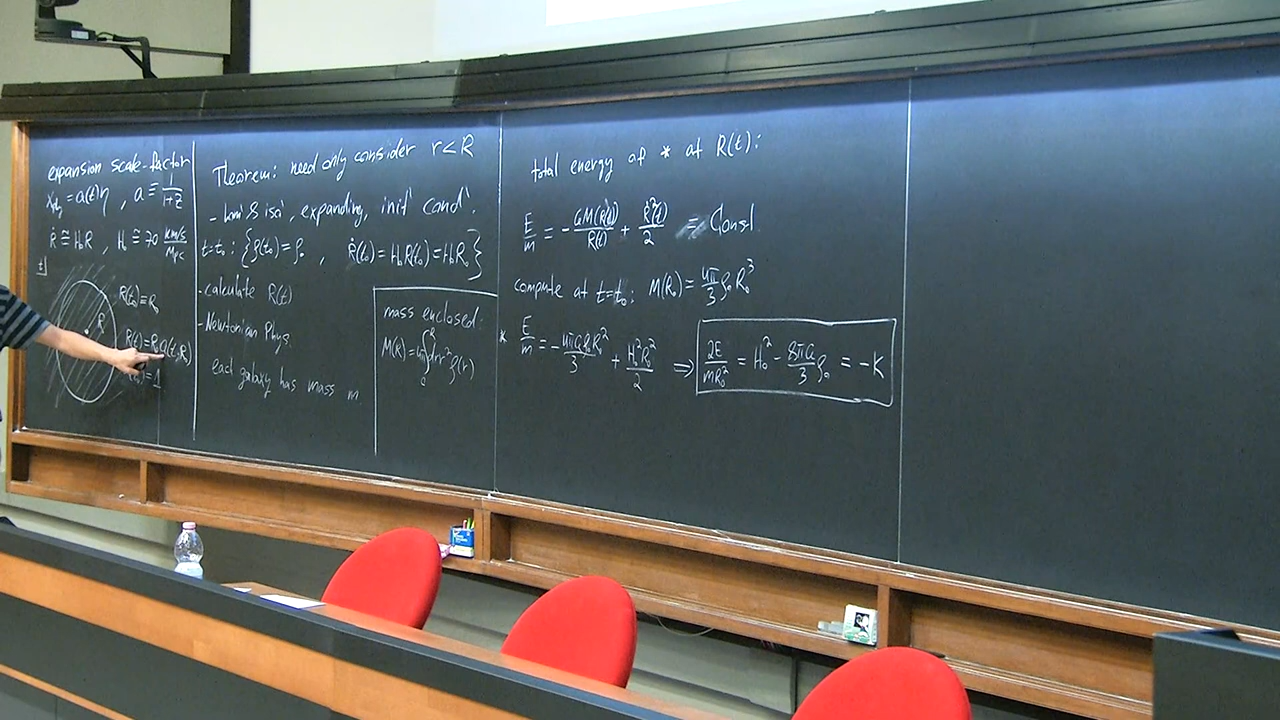 expansion scale-factor
x_phy = a(t)η , a ≡ 1/(1+z)
Ṙ ≅ H₀R , H₀ ≅ 70 km/s/Mpc
R(t₀) = R₀
R
R(t) = R₀a(t,R)
Theorem: need only consider r < R
- hom' & iso', expanding, init' cond'.
t=t₀ : {ρ(t₀) = ρ₀ , Ṙ(t₀) = H₀R(t₀) = H₀R₀}
- calculate R(t)
- Newtonian Phys.
each galaxy has mass m
mass enclosed:
M(R) = 4π∫₀ᴿ dr r² ρ(r)
total energy of * at R(t):
E/m = - GM(R(t))/R(t) + Ṙ²(t)/2 = Const.
compute at t=t₀: M(R₀) = 4π/3 ρ₀R₀³
* E/m = - 4πGρ₀R₀²/3 + H₀²R₀²/2 ⇒ 2E/mR₀² = H₀² - 8πG/3 ρ₀ = -K